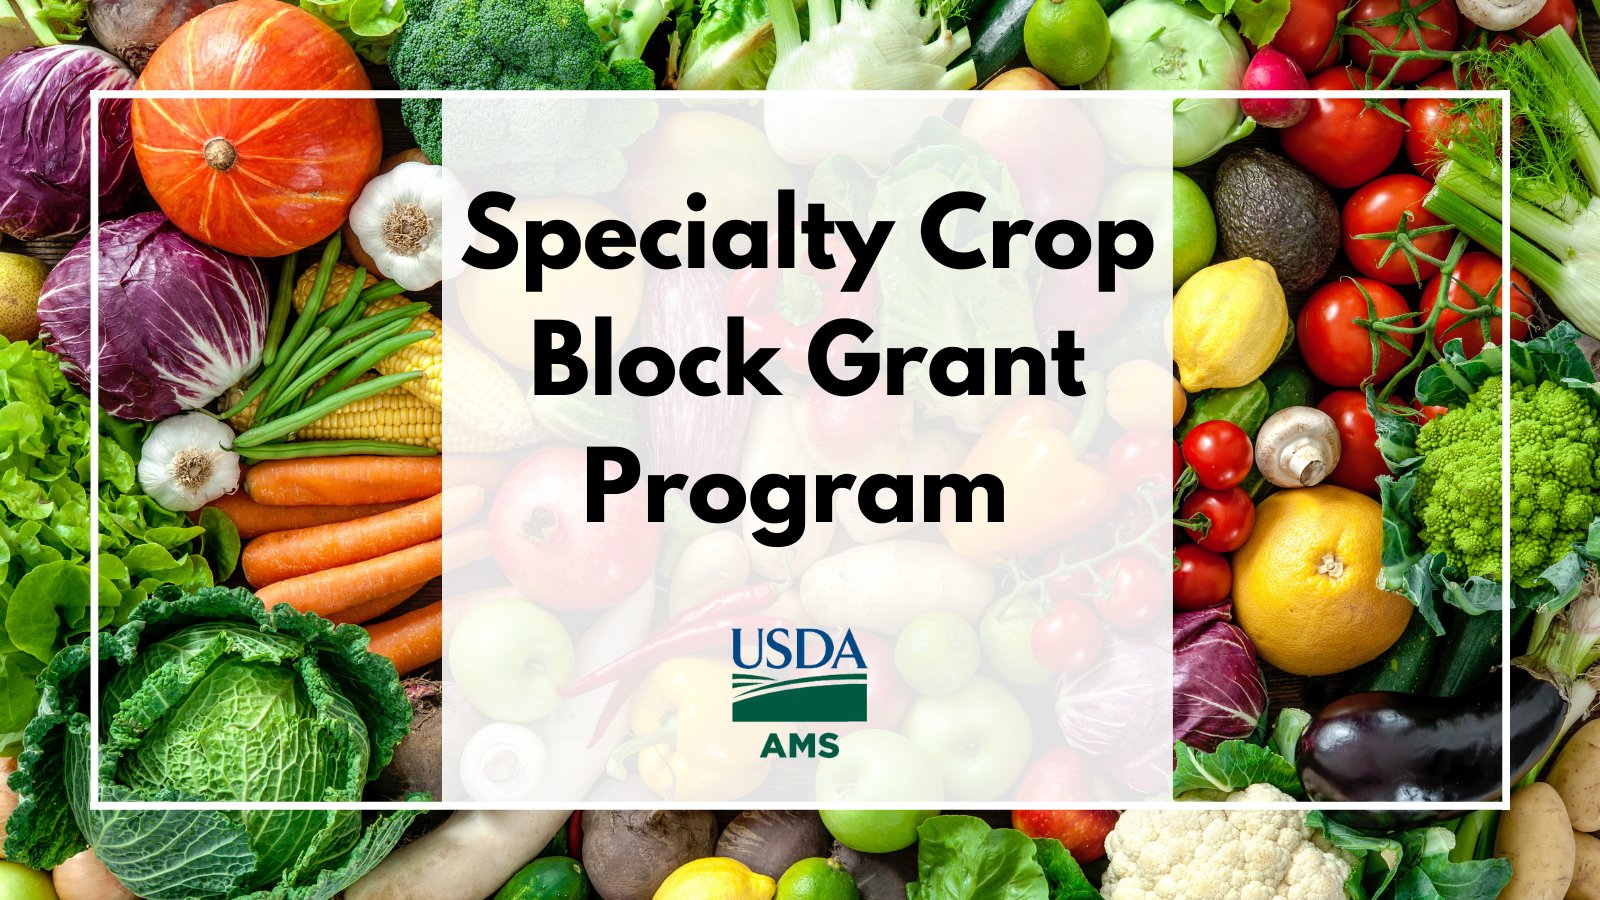 Specialty Crop
Block Grant
Program
USDA
AMS